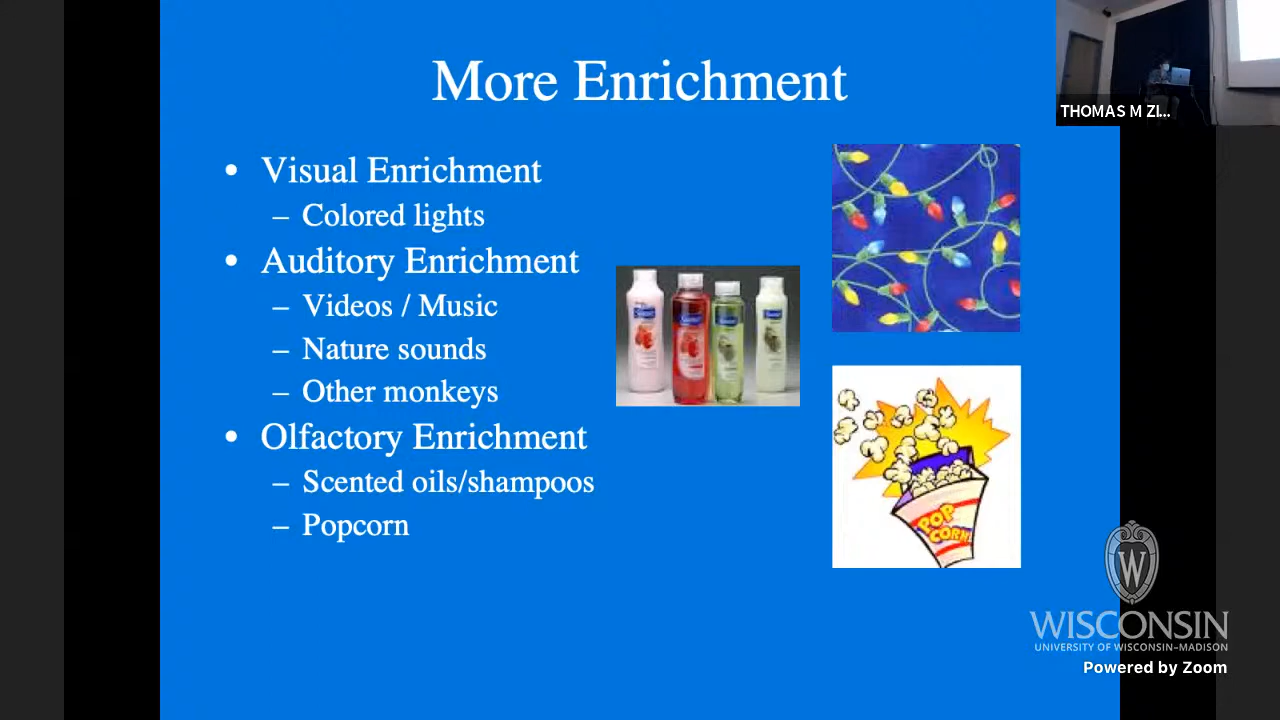 More Enrichment
THOMAS M ZI...
• Visual Enrichment
– Colored lights
• Auditory Enrichment
– Videos / Music
– Nature sounds
– Other monkeys
• Olfactory Enrichment
– Scented oils/shampoos
– Popcorn
POP
CORN
W
WISCONSIN
UNIVERSITY OF WISCONSIN–MADISON
Powered by Zoom